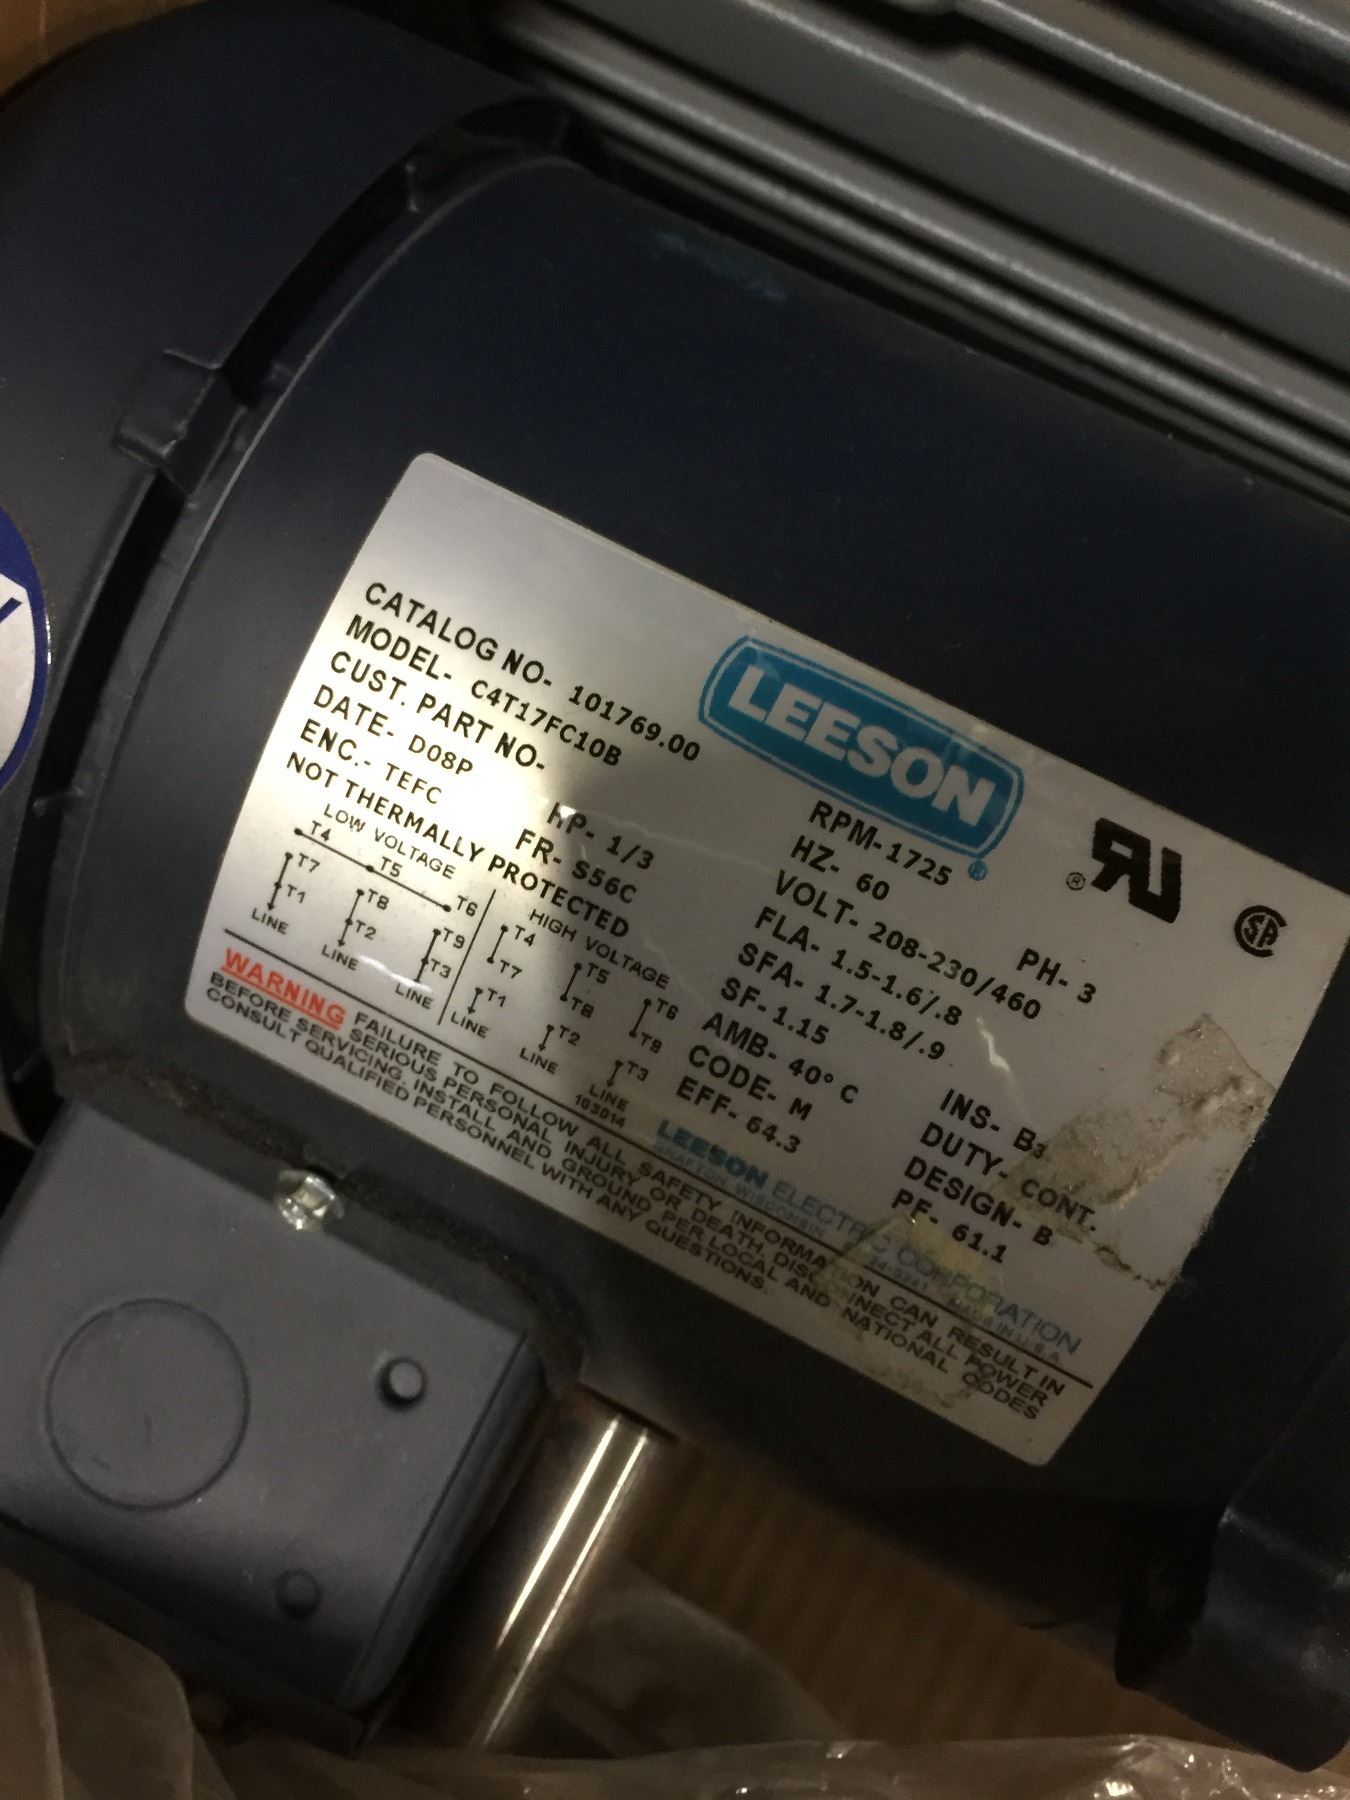 LEESON
®
CATALOG NO- 101769.00
MODEL- C4T17FC10B
CUST. PART NO-
DATE- D08P
ENC.- TEFC
HP- 1/3
FR- S56C
NOT THERMALLY PROTECTED
RPM-1725
HZ- 60
PH- 3
VOLT- 208-230/460
FLA- 1.5-1.6/.8
SFA- 1.7-1.8/.9
SF-1.15
AMB- 40° C
CODE- M
EFF- 64.3
INS- B3
DUTY- CONT.
DESIGN- B
PF- 61.1
LOW VOLTAGE
T4 T5 T6
T7 T8 T9
T1 T2 T3
LINE LINE LINE
HIGH VOLTAGE
T4 T5 T6
T7 T8 T9
T1 T2 T3
LINE LINE LINE
103014
LEESON ELECTRIC CORPORATION
GRAFTON, WISCONSIN MADE IN U.S.A.
WARNING FAILURE TO FOLLOW ALL SAFETY INFORMATION CAN RESULT IN
SERIOUS PERSONAL INJURY OR DEATH. DISCONNECT ALL POWER
BEFORE SERVICING. INSTALL AND GROUND PER LOCAL AND NATIONAL CODES
CONSULT QUALIFIED PERSONNEL WITH ANY QUESTIONS.